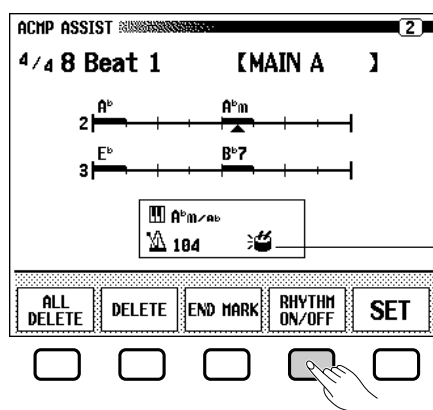 ACMP ASSIST 2
4/4 8 Beat 1 【MAIN A 】
A♭ A♭m
2
E♭ B♭7
3
A♭m/A♭
104
ALL DELETE DELETE END MARK RHYTHM ON/OFF SET